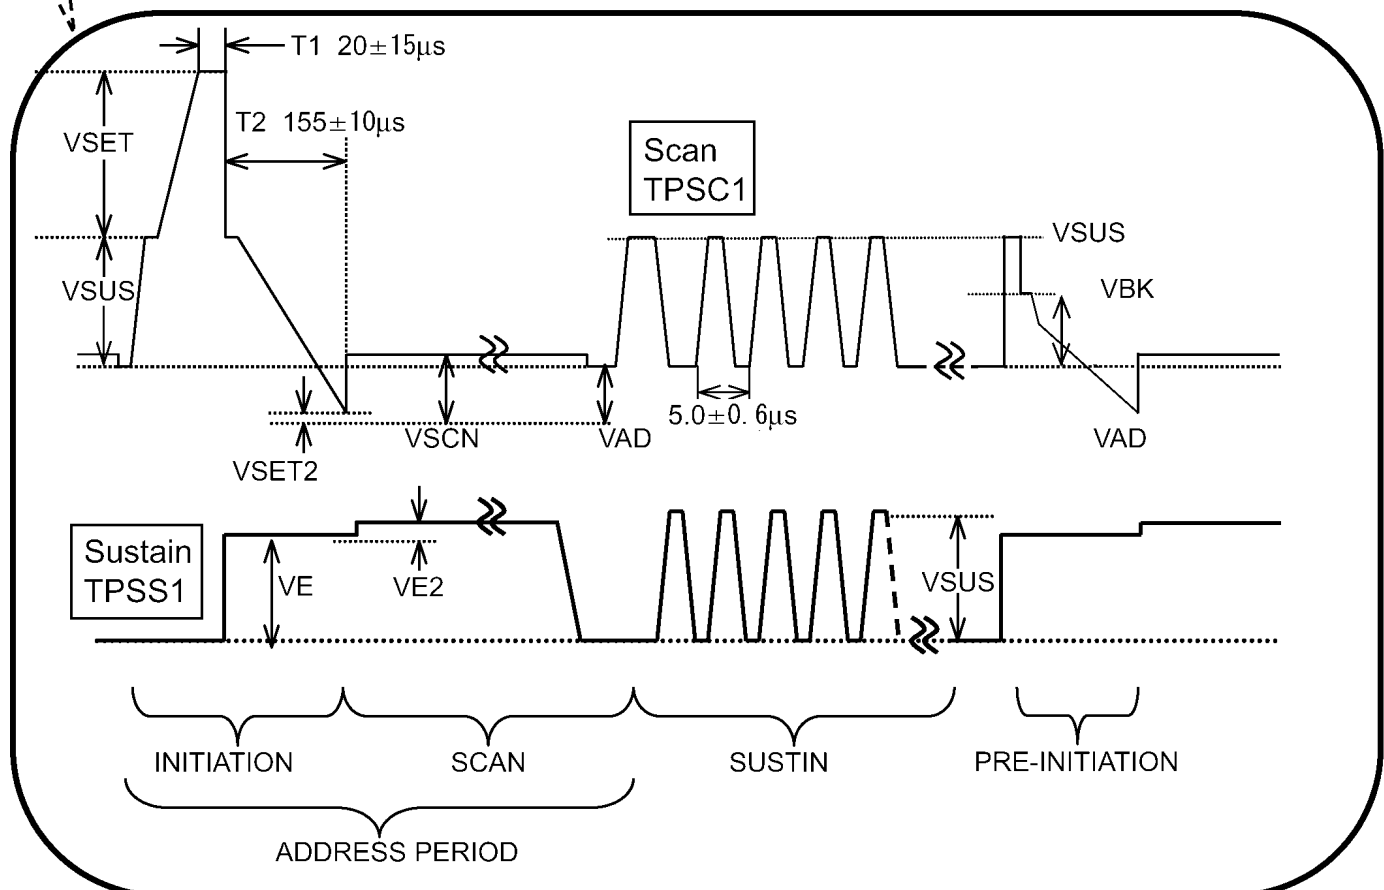 T1 20±15μs
T2 155±10μs
VSET
Scan
TPSC1
VSUS
VSUS
VBK
5.0±0.6μs
VSCN
VAD
VAD
VSET2
Sustain
TPSS1
VE
VE2
VSUS
INITIATION
SCAN
SUSTIN
PRE-INITIATION
ADDRESS PERIOD